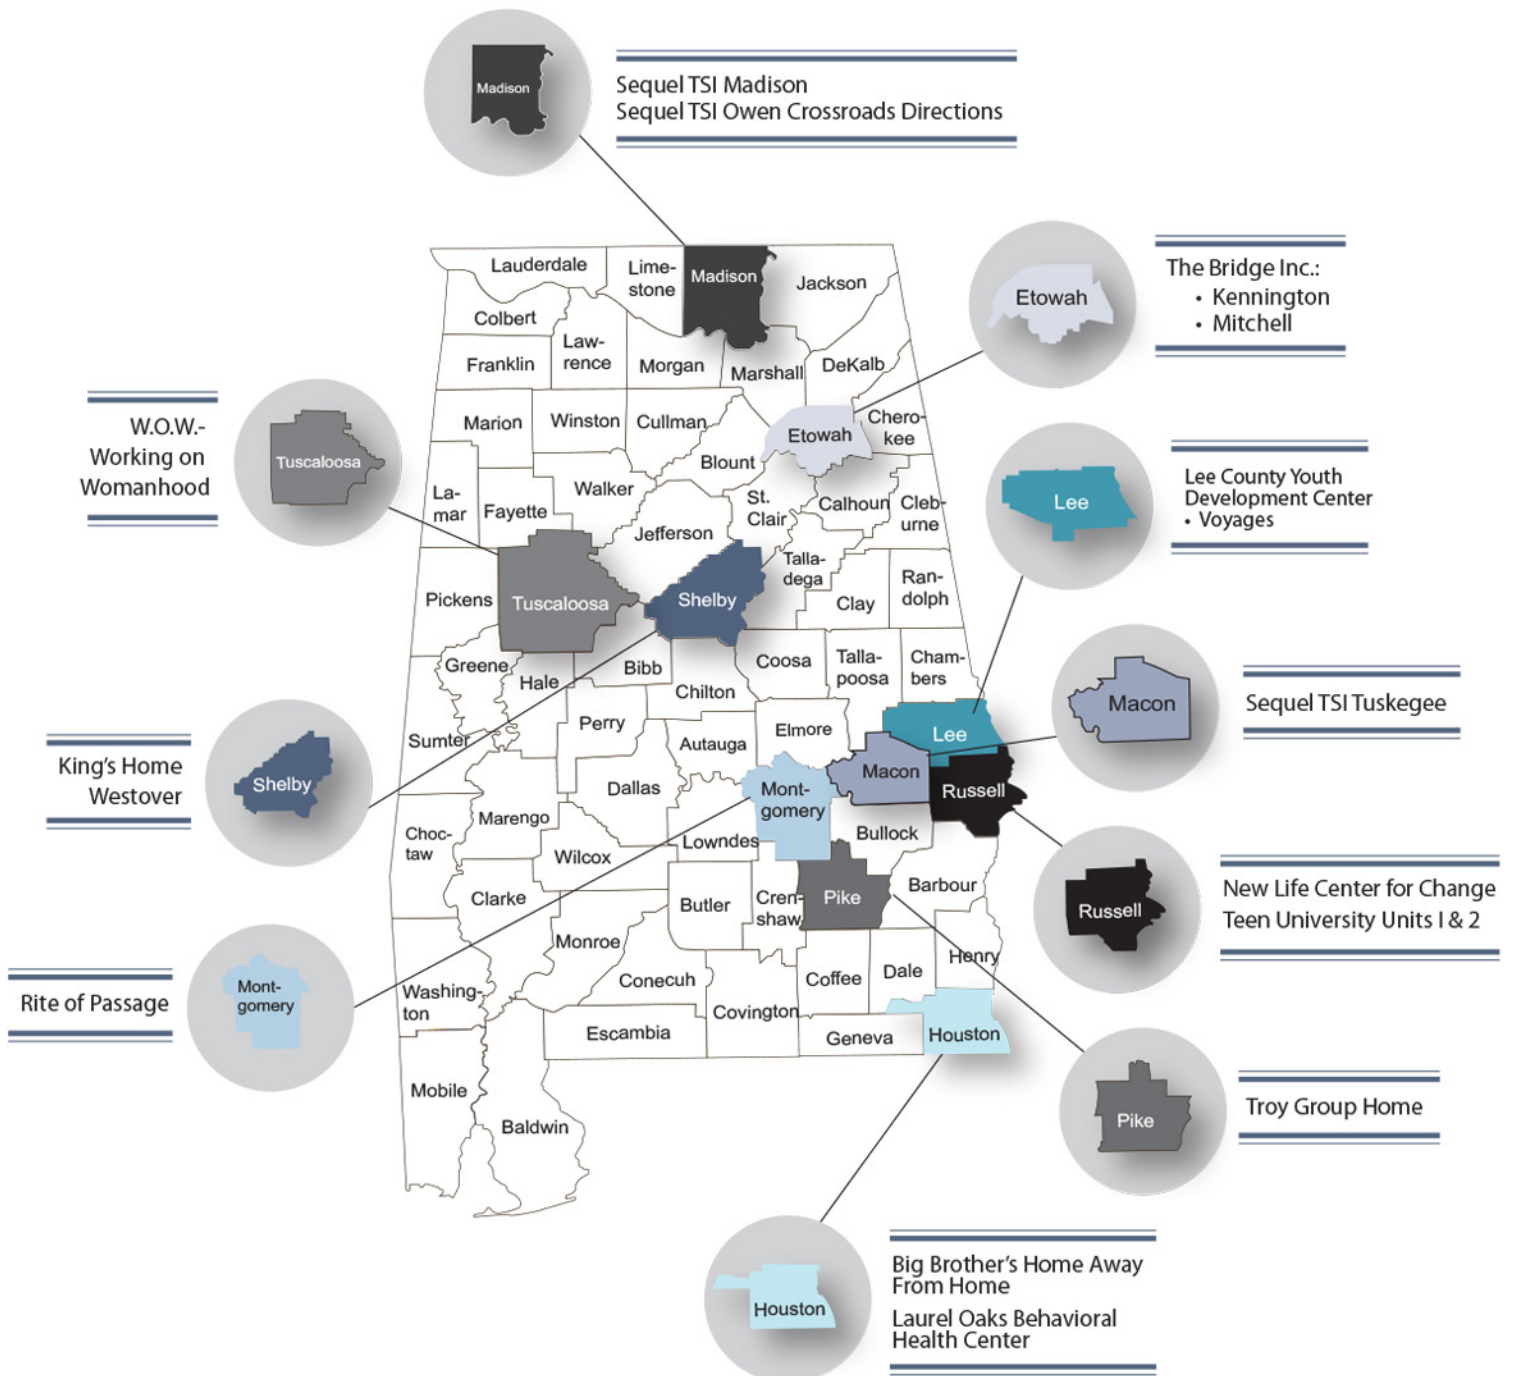 Madison
Sequel TSI Madison
Sequel TSI Owen Crossroads Directions
Etowah
The Bridge Inc.:
• Kennington
• Mitchell
W.O.W.-
Working on
Womanhood
Tuscaloosa
Lee
Lee County Youth
Development Center
• Voyages
Macon
Sequel TSI Tuskegee
King's Home
Westover
Shelby
Russell
New Life Center for Change
Teen University Units I & 2
Rite of Passage
Mont-
gomery
Pike
Troy Group Home
Houston
Big Brother's Home Away
From Home
Laurel Oaks Behavioral
Health Center
Lauderdale
Lime-
stone
Madison
Jackson
Colbert
Franklin
Law-
rence
Morgan
Marshall
DeKalb
Marion
Winston
Cullman
Etowah
Chero-
kee
Blount
La-
mar
Fayette
Walker
St.
Clair
Calhoun
Cleb-
urne
Jefferson
Talla-
dega
Pickens
Tuscaloosa
Shelby
Clay
Ran-
dolph
Greene
Hale
Bibb
Coosa
Talla-
poosa
Cham-
bers
Chilton
Sumter
Perry
Autauga
Elmore
Lee
Macon
Russell
Mont-
gomery
Dallas
Marengo
Choc-
taw
Lowndes
Bullock
Wilcox
Clarke
Butler
Cren-
shaw
Pike
Barbour
Monroe
Conecuh
Coffee
Dale
Henry
Washing-
ton
Covington
Escambia
Geneva
Houston
Mobile
Baldwin